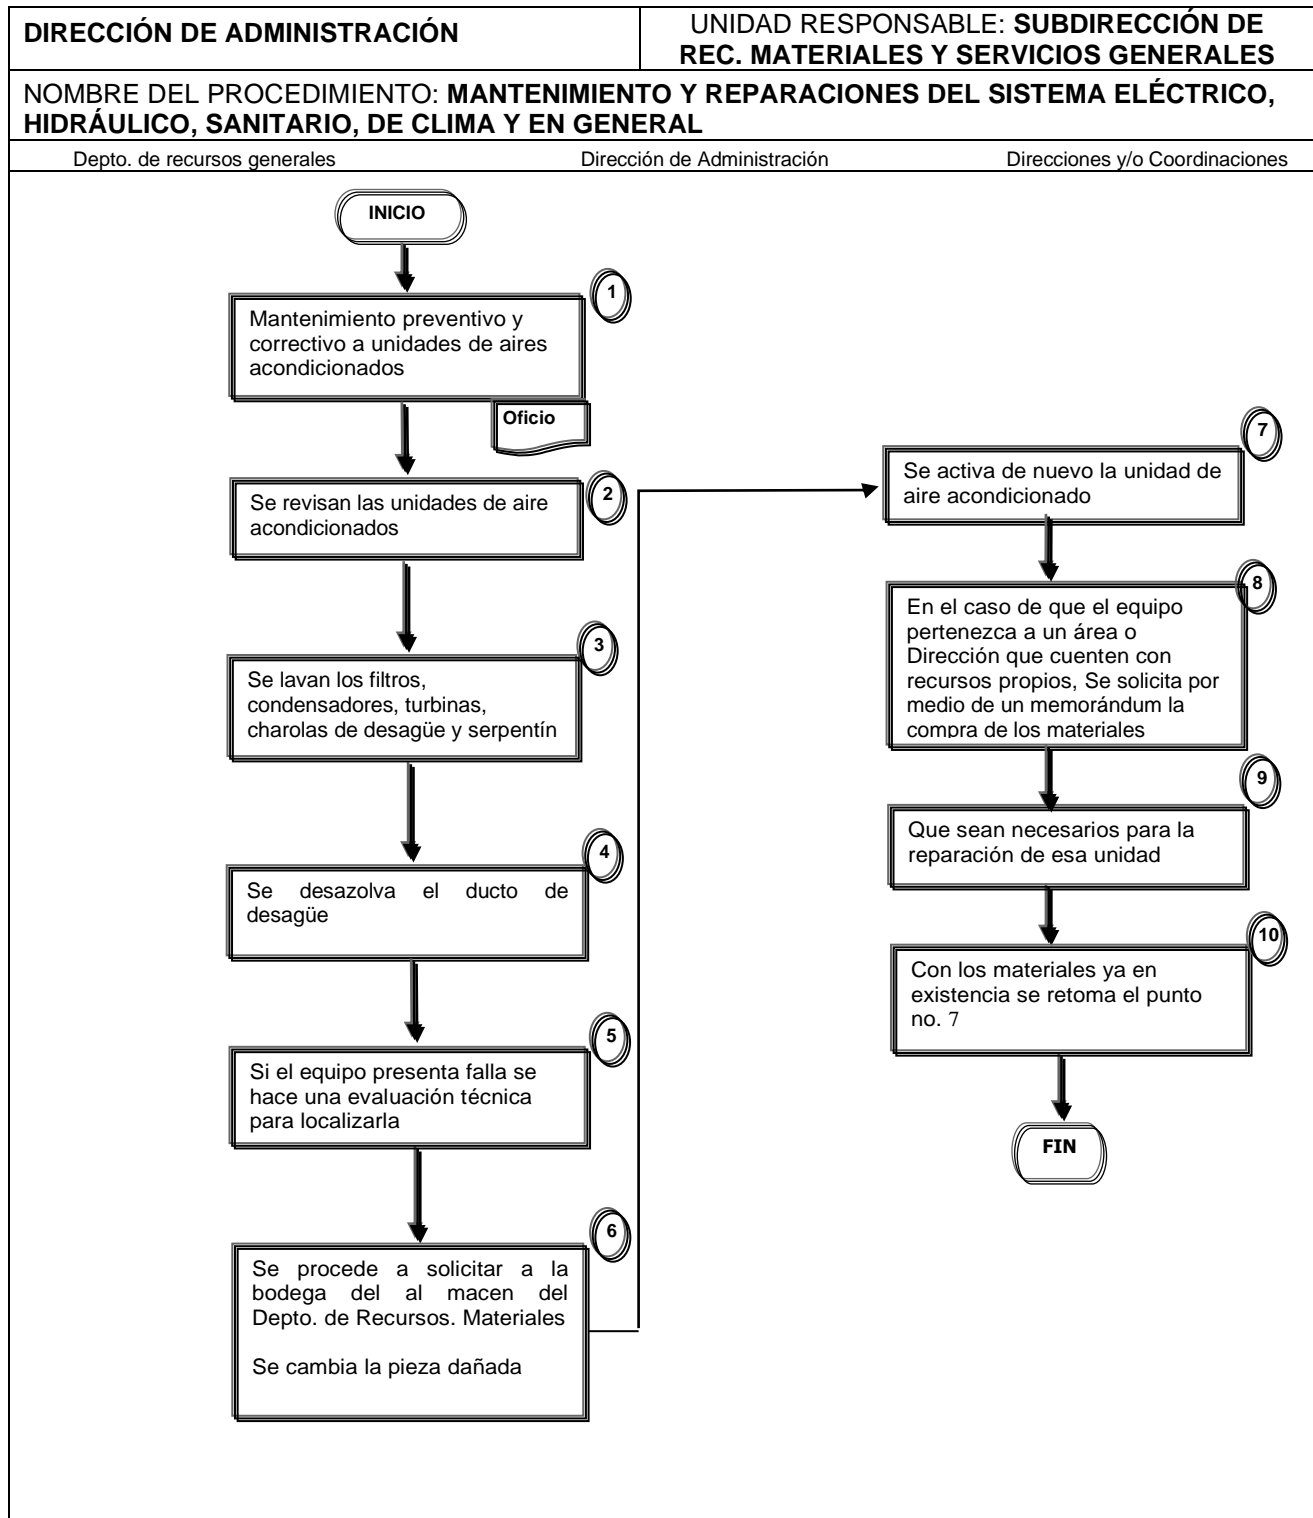 DIRECCIÓN DE ADMINISTRACIÓN
UNIDAD RESPONSABLE: SUBDIRECCIÓN DE
REC. MATERIALES Y SERVICIOS GENERALES
NOMBRE DEL PROCEDIMIENTO: MANTENIMIENTO Y REPARACIONES DEL SISTEMA ELÉCTRICO,
HIDRÁULICO, SANITARIO, DE CLIMA Y EN GENERAL
Depto. de recursos generales
Dirección de Administración
Direcciones y/o Coordinaciones
INICIO
1
Mantenimiento preventivo y
correctivo a unidades de aires
acondicionados
Oficio
2
Se revisan las unidades de aire
acondicionados
3
Se lavan los filtros,
condensadores, turbinas,
charolas de desagüe y serpentín
4
Se desazolva el ducto de
desagüe
5
Si el equipo presenta falla se
hace una evaluación técnica
para localizarla
6
Se procede a solicitar a la
bodega del al macen del
Depto. de Recursos. Materiales
Se cambia la pieza dañada
7
Se activa de nuevo la unidad de
aire acondicionado
8
En el caso de que el equipo
pertenezca a un área o
Dirección que cuenten con
recursos propios, Se solicita por
medio de un memorándum la
compra de los materiales
9
Que sean necesarios para la
reparación de esa unidad
10
Con los materiales ya en
existencia se retoma el punto
no. 7
FIN